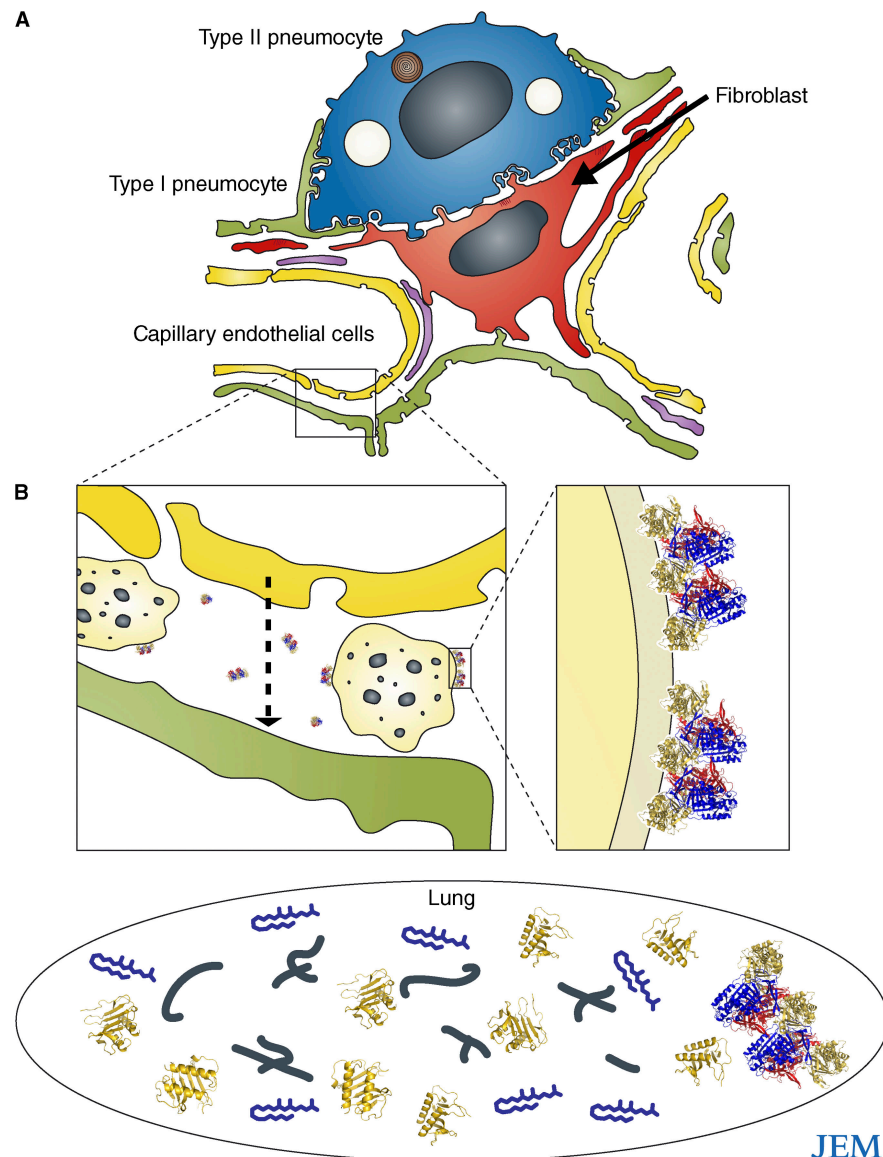 A
Type II pneumocyte
Fibroblast
Type I pneumocyte
Capillary endothelial cells
B
Lung
JEM